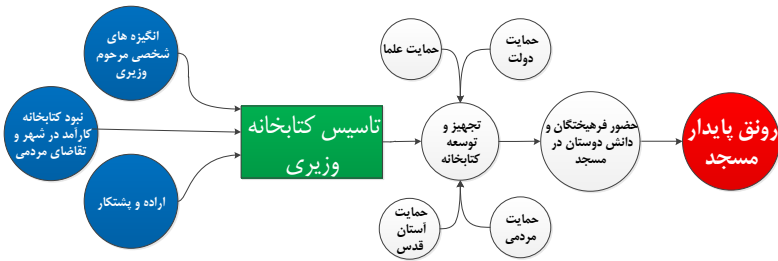 انگیزه های
شخصی مرحوم
وزیری
نبود کتابخانه
کارآمد در شهر و
تقاضای مردمی
اراده و پشتکار
تاسیس کتابخانه
وزیری
حمایت علما
حمایت
دولت
تجهیز و
توسعه
کتابخانه
حمایت
آستان
قدس
حمایت
مردمی
حضور فرهیختگان و
دانش دوستان در
مسجد
رونق پایدار
مسجد